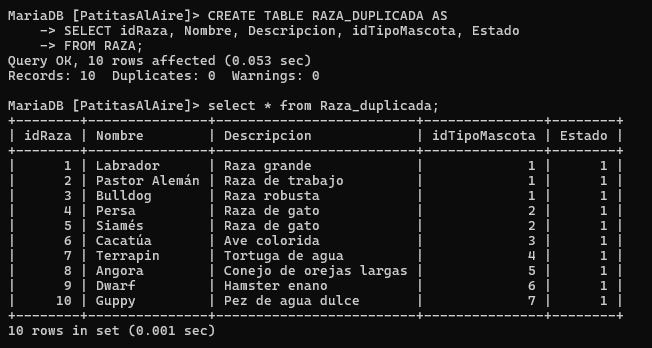 MariaDB [PatitasAlAire]> CREATE TABLE RAZA_DUPLICADA AS
    -> SELECT idRaza, Nombre, Descripcion, idTipoMascota, Estado
    -> FROM RAZA;
Query OK, 10 rows affected (0.053 sec)
Records: 10  Duplicates: 0  Warnings: 0

MariaDB [PatitasAlAire]> select * from Raza_duplicada;
+--------+---------------+------------------------+---------------+--------+
| idRaza | Nombre        | Descripcion            | idTipoMascota | Estado |
+--------+---------------+------------------------+---------------+--------+
|      1 | Labrador      | Raza grande            |             1 |      1 |
|      2 | Pastor Alemán | Raza de trabajo        |             1 |      1 |
|      3 | Bulldog       | Raza robusta           |             1 |      1 |
|      4 | Persa         | Raza de gato           |             2 |      1 |
|      5 | Siamés        | Raza de gato           |             2 |      1 |
|      6 | Cacatúa       | Ave colorida           |             3 |      1 |
|      7 | Terrapin      | Tortuga de agua        |             4 |      1 |
|      8 | Angora        | Conejo de orejas largas |             5 |      1 |
|      9 | Dwarf         | Hamster enano          |             6 |      1 |
|     10 | Guppy         | Pez de agua dulce      |             7 |      1 |
+--------+---------------+------------------------+---------------+--------+
10 rows in set (0.001 sec)